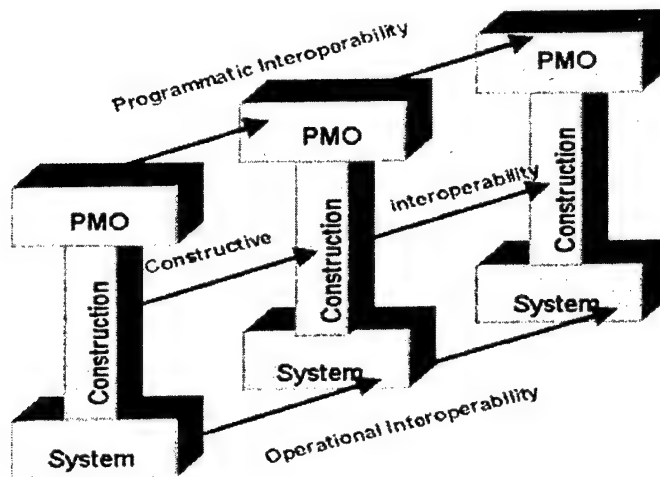 Programmatic Interoperability
PMO
PMO
PMO
Constructive
interoperability
Construction
Construction
Construction
System
System
System
Operational Interoperability